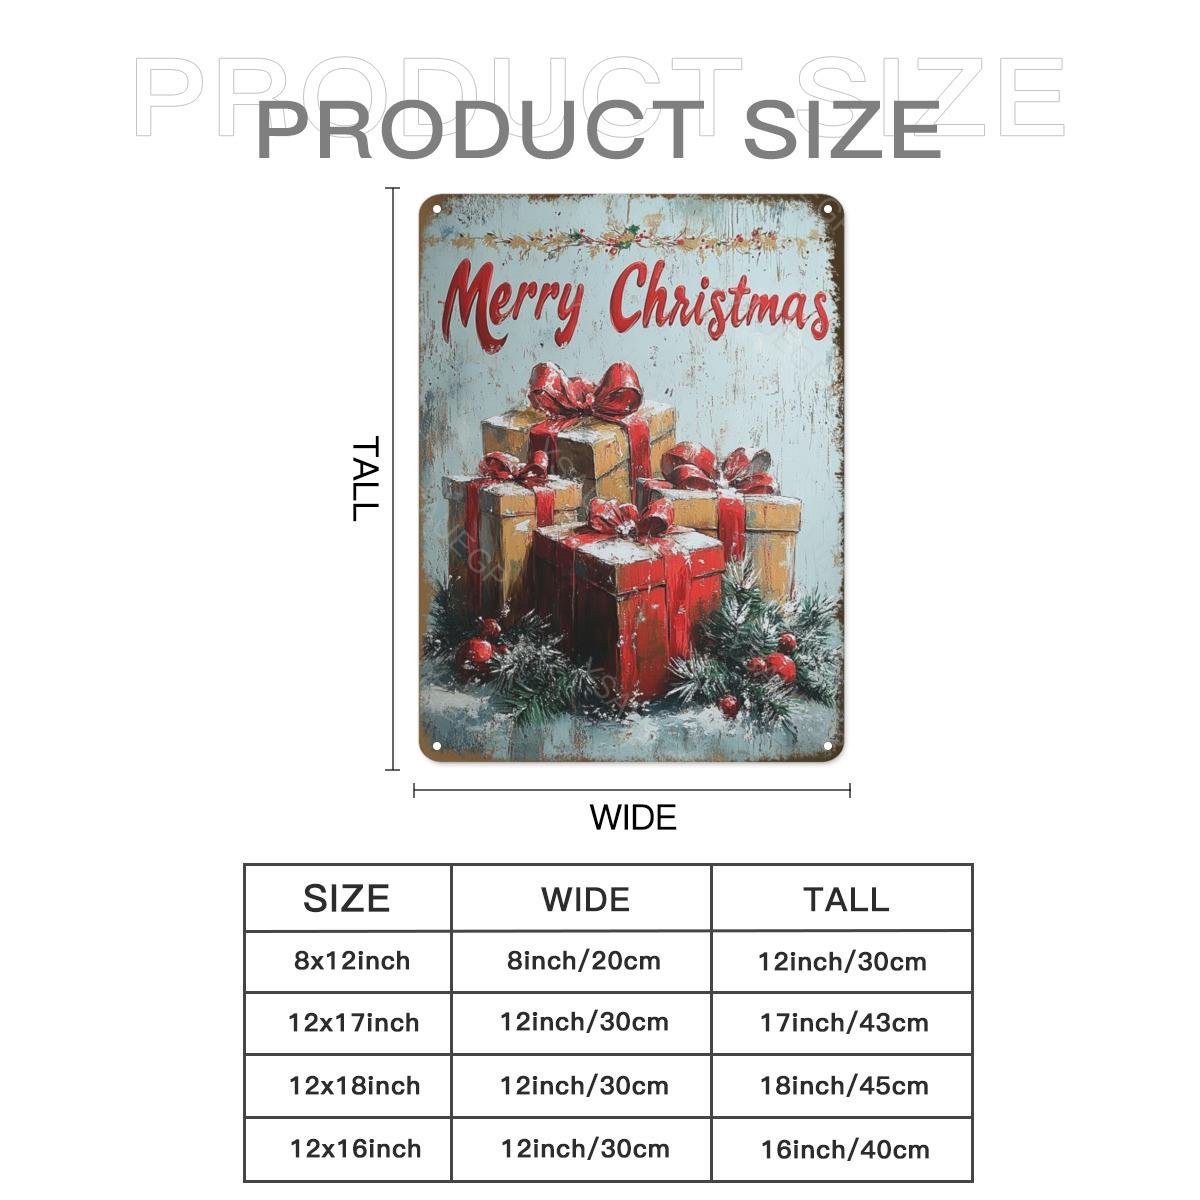 PRODUCT SIZE
PRODUCT SIZE
Merry Christmas
TALL
WIDE
SIZE WIDE TALL
8x12inch 8inch/20cm 12inch/30cm
12x17inch 12inch/30cm 17inch/43cm
12x18inch 12inch/30cm 18inch/45cm
12x16inch 12inch/30cm 16inch/40cm